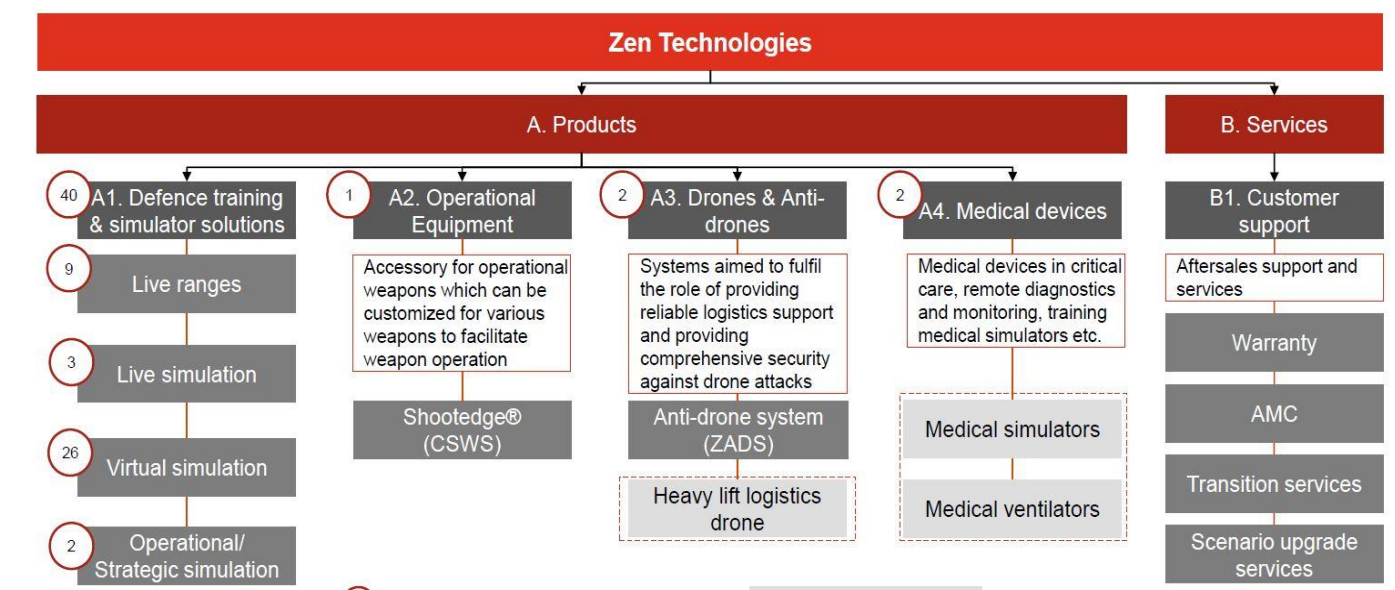 Zen Technologies
A. Products
B. Services
40
A1. Defence training
& simulator solutions
9
Live ranges
3
Live simulation
26
Virtual simulation
2
Operational/
Strategic simulation
1
A2. Operational
Equipment
Accessory for operational
weapons which can be
customized for various
weapons to facilitate
weapon operation
Shootedge®
(CSWS)
2
A3. Drones & Anti-
drones
Systems aimed to fulfil
the role of providing
reliable logistics support
and providing
comprehensive security
against drone attacks
Anti-drone system
(ZADS)
Heavy lift logistics
drone
2
A4. Medical devices
Medical devices in critical
care, remote diagnostics
and monitoring, training
medical simulators etc.
Medical simulators
Medical ventilators
B1. Customer
support
Aftersales support and
services
Warranty
AMC
Transition services
Scenario upgrade
services